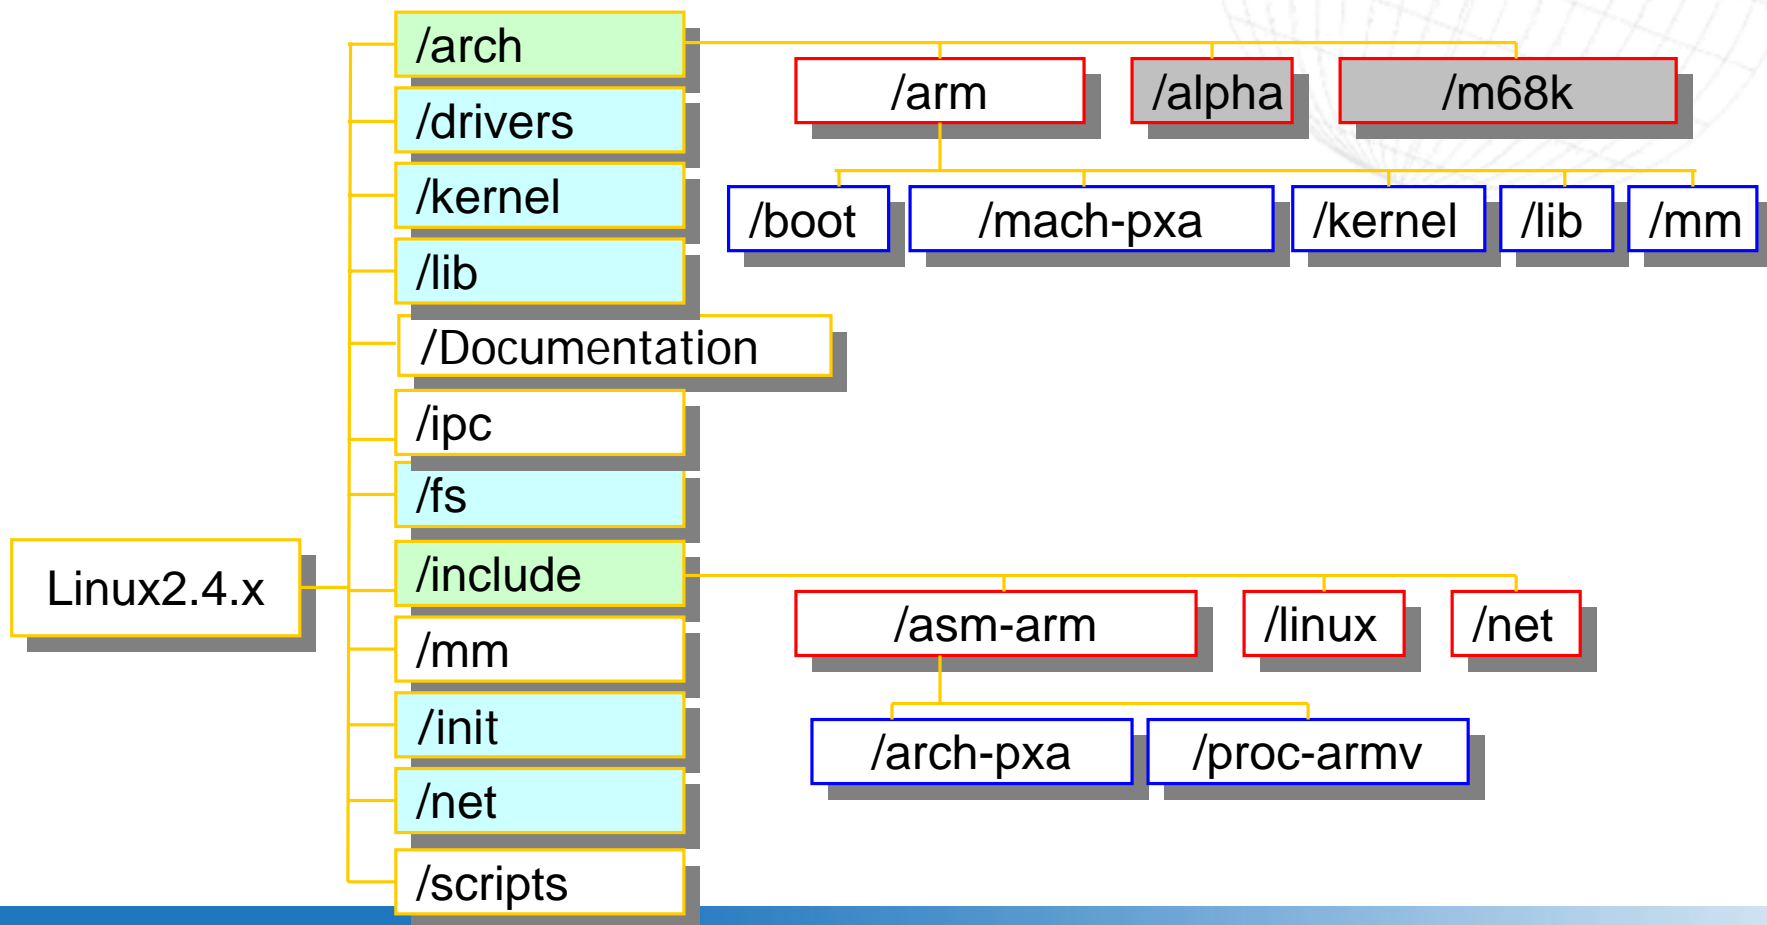 /arch
/arm
/alpha
/m68k
/drivers
/kernel
/boot
/mach-pxa
/kernel
/lib
/mm
/lib
/Documentation
/ipc
/fs
Linux2.4.x
/include
/asm-arm
/linux
/net
/mm
/init
/arch-pxa
/proc-armv
/net
/scripts